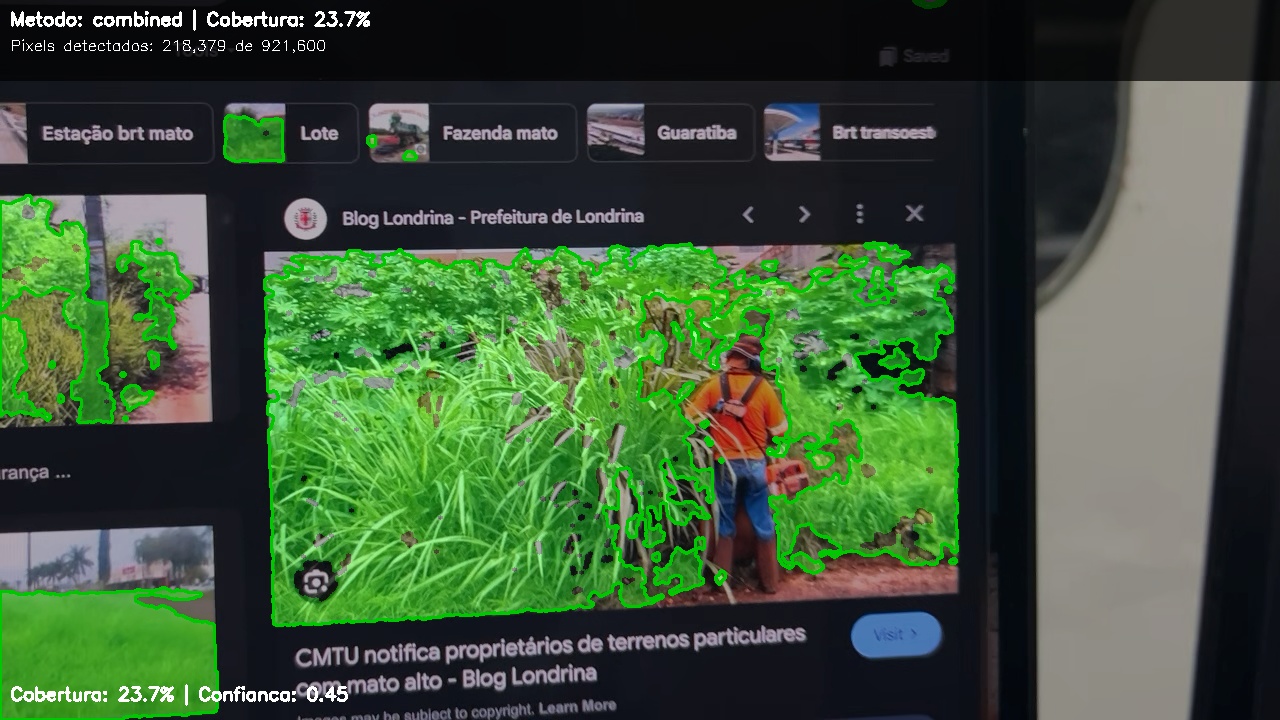 Metodo: combined | Cobertura: 23.7%
Pixels detectados: 218,379 de 921,600
Saved
Estação brt mato
Lote
Fazenda mato
Guaratiba
Brt transoest
Blog Londrina - Prefeitura de Londrina
rança ...
CMTU notifica proprietários de terrenos particulares
com mato alto - Blog Londrina
Visit >
Images may be subject to copyright. Learn More
Cobertura: 23.7% | Confianca: 0.45